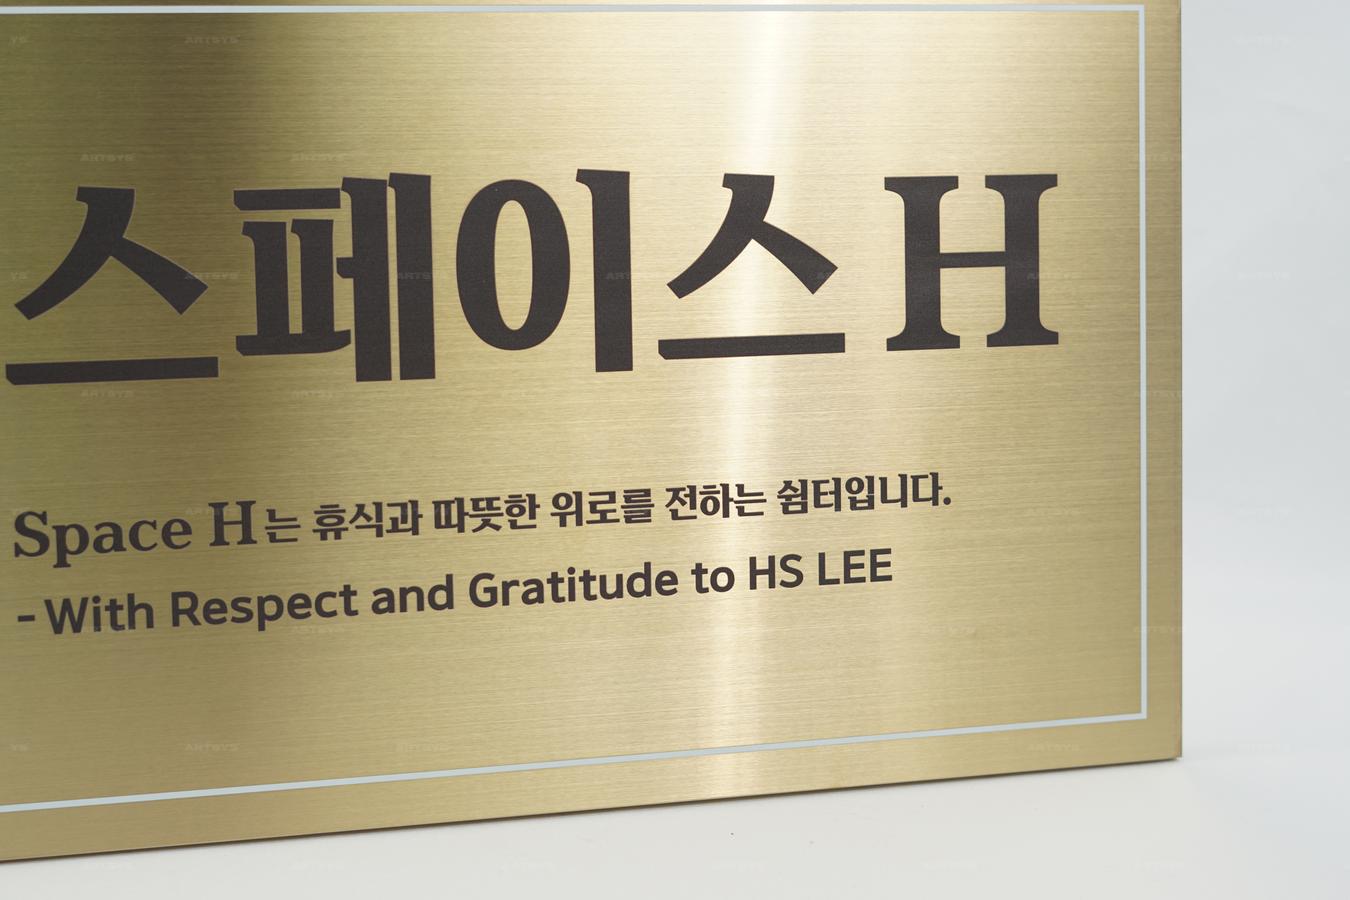 스페이스 H
Space H는 휴식과 따뜻한 위로를 전하는 쉼터입니다.
- With Respect and Gratitude to HS LEE